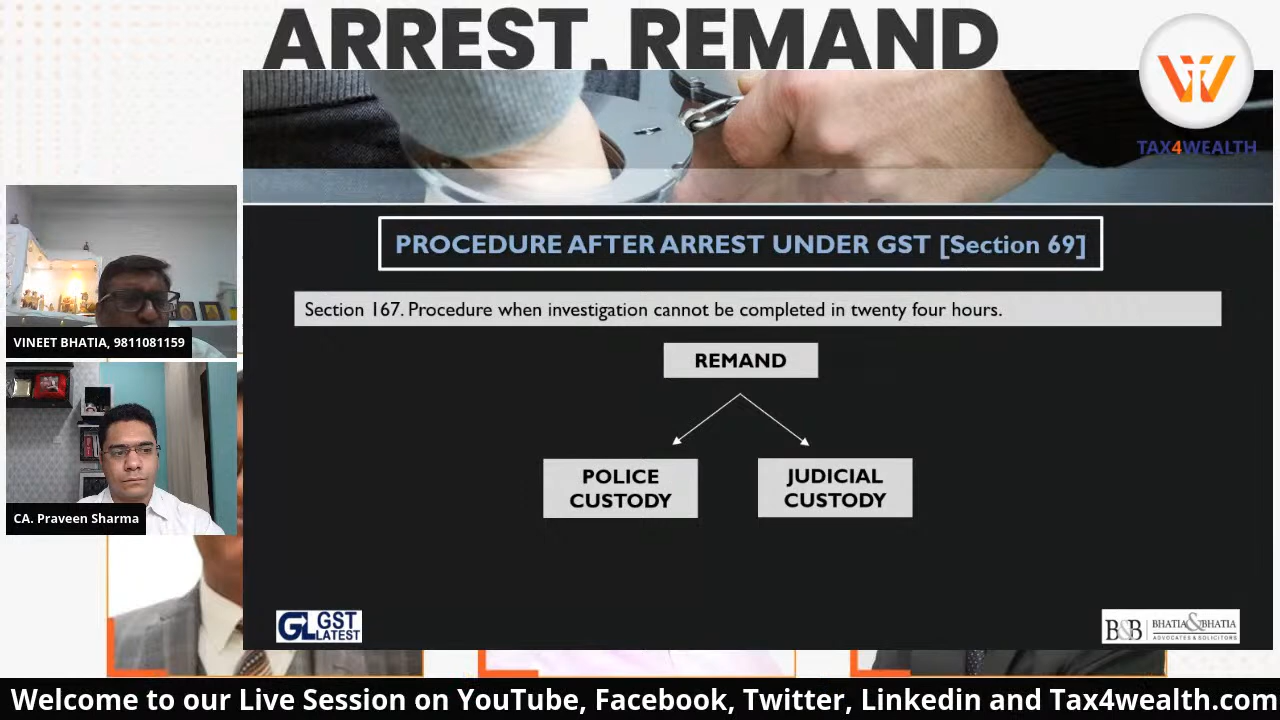 ARREST, REMAND
TAX4WEALTH
PROCEDURE AFTER ARREST UNDER GST [Section 69]
Section 167. Procedure when investigation cannot be completed in twenty four hours.
REMAND
POLICE
CUSTODY
JUDICIAL
CUSTODY
VINEET BHATIA, 9811081159
CA. Praveen Sharma
GL GST
LATEST
B&B BHATIA&BHATIA
ADVOCATES & SOLICITORS
Welcome to our Live Session on YouTube, Facebook, Twitter, Linkedin and Tax4wealth.com